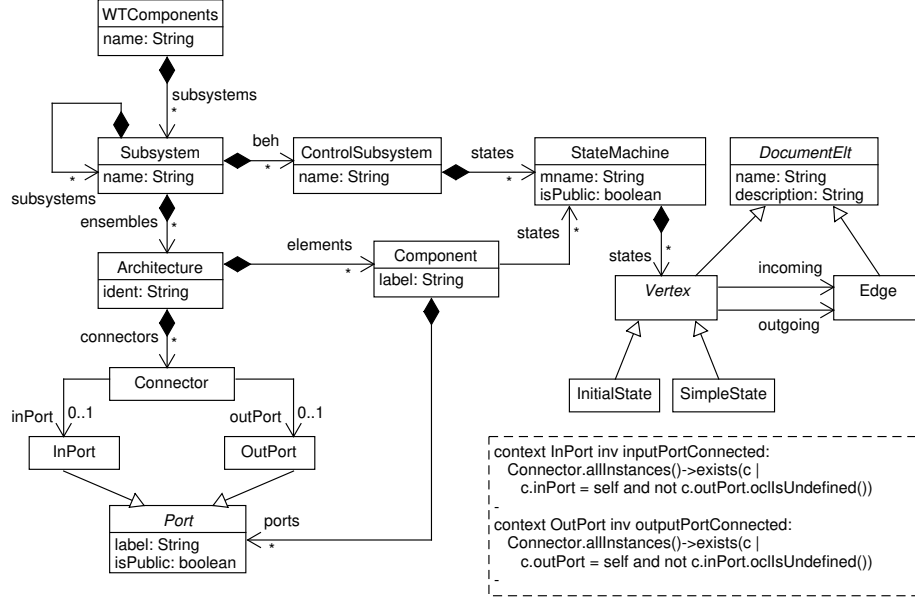 WTComponents
name: String
subsystems
*
Subsystem
name: String
*
subsystems
beh
*
ControlSubsystem
name: String
states
*
StateMachine
mname: String
isPublic: boolean
DocumentElt
name: String
description: String
ensembles
*
Architecture
ident: String
elements
*
Component
label: String
states
*
states
*
Vertex
incoming
outgoing
Edge
connectors
*
Connector
inPort
0..1
outPort
0..1
InPort
OutPort
InitialState
SimpleState
Port
label: String
isPublic: boolean
ports
*
context InPort inv inputPortConnected:
Connector.allInstances()->exists(c |
c.inPort = self and not c.outPort.oclIsUndefined())
-
context OutPort inv outputPortConnected:
Connector.allInstances()->exists(c |
c.outPort = self and not c.inPort.oclIsUndefined())
-